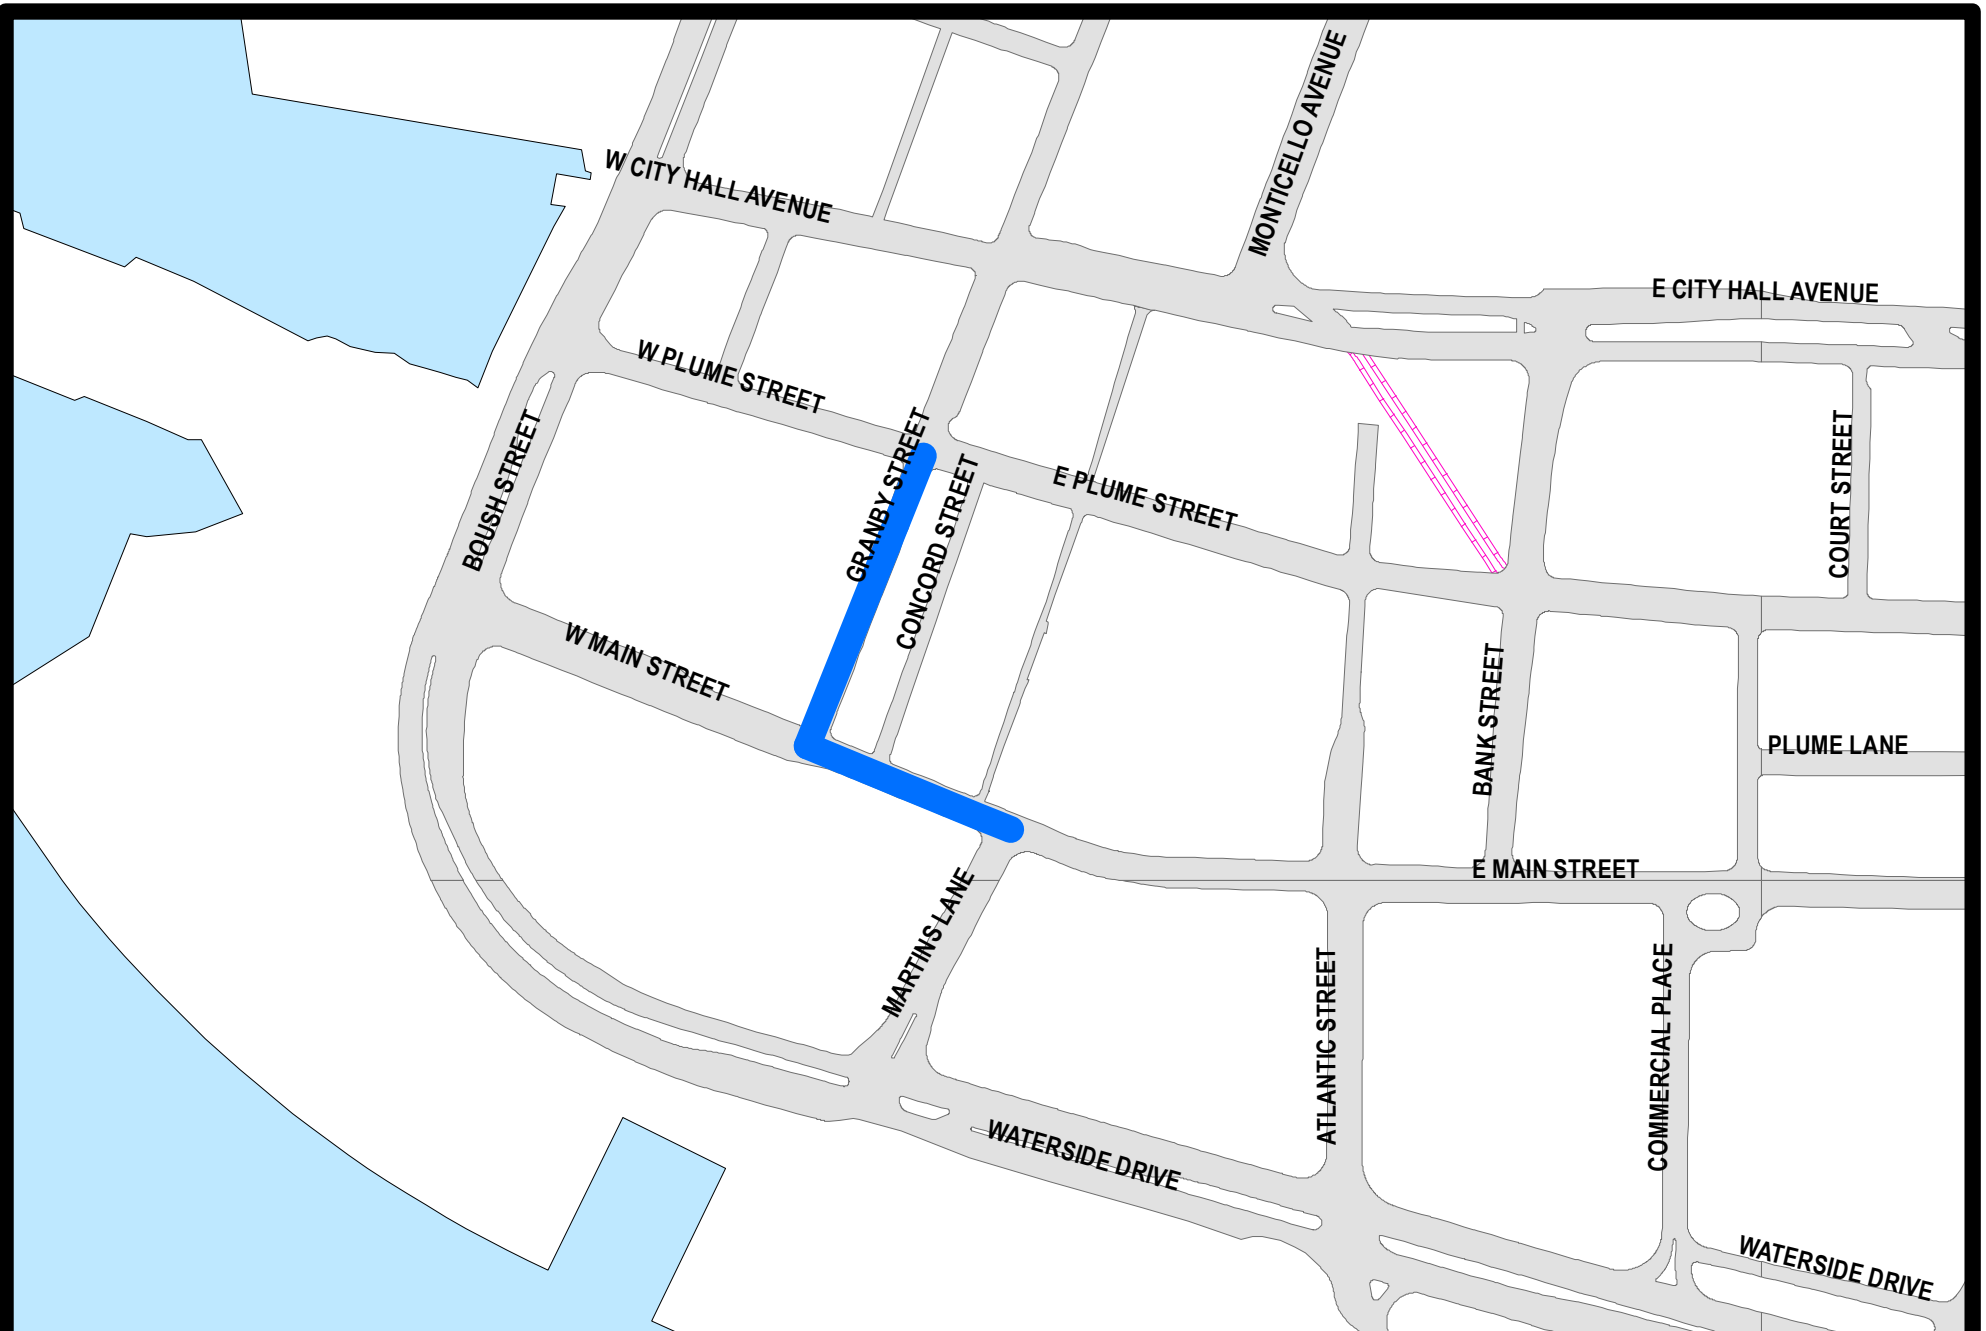 MONTICELLO AVENUE
W CITY HALL AVENUE
E CITY HALL AVENUE
W PLUME STREET
BOUSH STREET
GRANBY STREET
CONCORD STREET
E PLUME STREET
COURT STREET
W MAIN STREET
BANK STREET
PLUME LANE
E MAIN STREET
MARTINS LANE
ATLANTIC STREET
COMMERCIAL PLACE
WATERSIDE DRIVE
WATERSIDE DRIVE